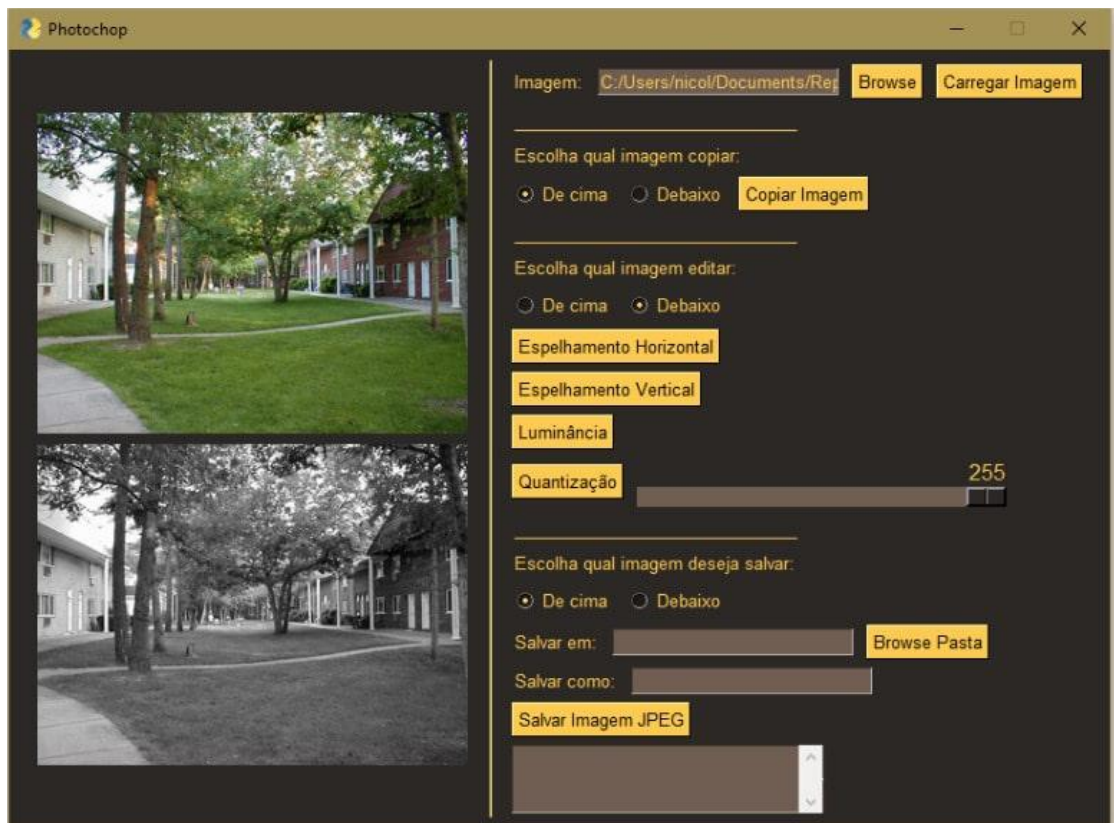 Photochop
Imagem: C:/Users/nicol/Documents/Rep Browse Carregar Imagem
Escolha qual imagem copiar:
De cima Debaixo Copiar Imagem
Escolha qual imagem editar:
De cima Debaixo
Espelhamento Horizontal
Espelhamento Vertical
Luminância
255
Quantização
Escolha qual imagem deseja salvar:
De cima Debaixo
Salvar em: Browse Pasta
Salvar como:
Salvar Imagem JPEG